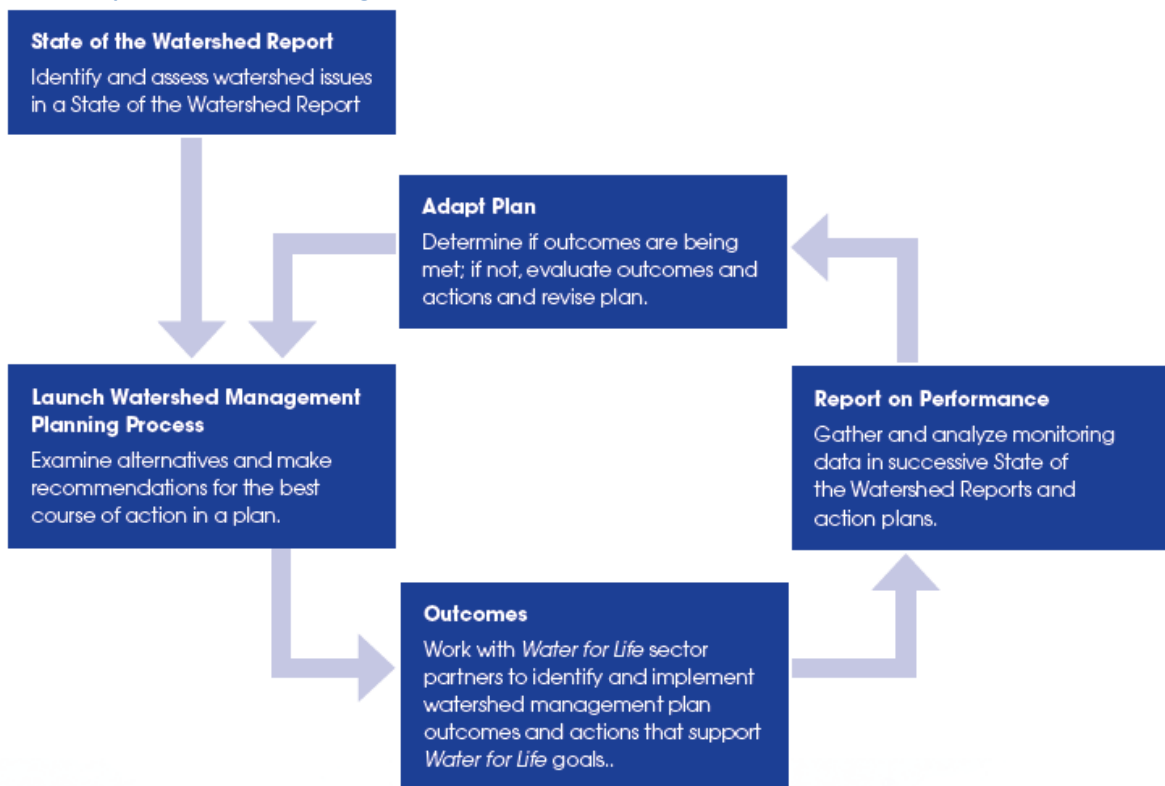 State of the Watershed Report
Identify and assess watershed issues
in a State of the Watershed Report
Adapt Plan
Determine if outcomes are being
met; if not, evaluate outcomes and
actions and revise plan.
Launch Watershed Management
Planning Process
Examine alternatives and make
recommendations for the best
course of action in a plan.
Report on Performance
Gather and analyze monitoring
data in successive State of
the Watershed Reports and
action plans.
Outcomes
Work with Water for Life sector
partners to identify and implement
watershed management plan
outcomes and actions that support
Water for Life goals..